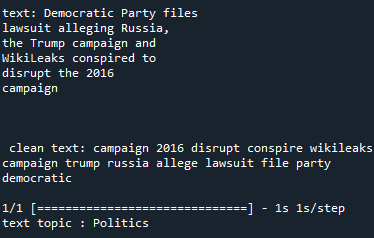 text: Democratic Party files
lawsuit alleging Russia,
the Trump campaign and
WikiLeaks conspired to
disrupt the 2016
campaign
clean text: campaign 2016 disrupt conspire wikileaks
campaign trump russia allege lawsuit file party
democratic
1/1 [==============================] - 1s 1s/step
text topic : Politics